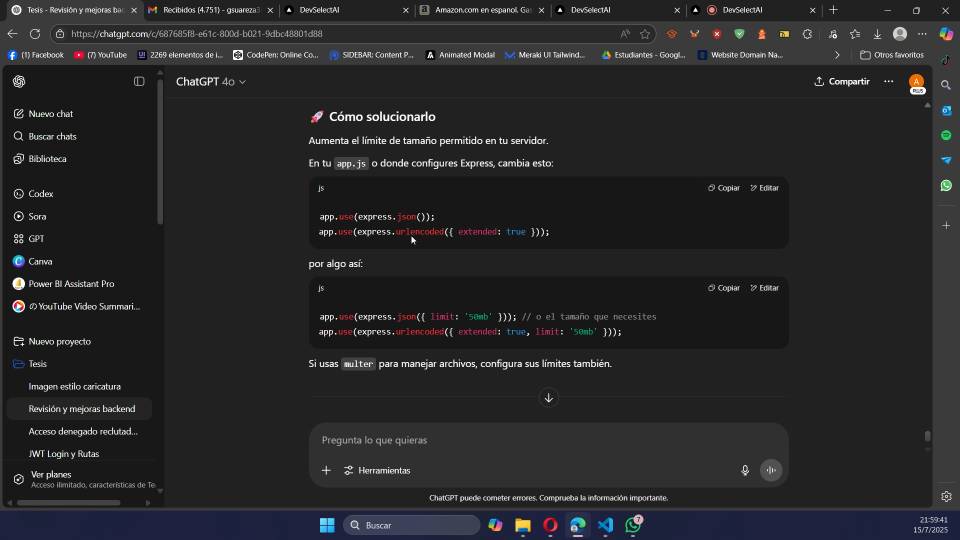 Tesis - Revisión y mejoras back
Recibidos (4.751) - gsuareza3
DevSelectAI
Amazon.com en espanol. Gas
DevSelectAI
DevSelectAI
https://chatgpt.com/c/687685f8-e61c-800d-b021-9dbc48801d88
(1) Facebook
(7) YouTube
2269 elementos de i...
CodePen: Online Co...
SIDEBAR: Content P...
Animated Modal
Meraki UI Tailwind...
Estudiantes - Googl...
Website Domain Na...
Otros favoritos
ChatGPT 4o
Compartir
PLUS
Nuevo chat
Buscar chats
Biblioteca
Codex
Sora
GPT
Canva
Power BI Assistant Pro
の YouTube Video Summari...
Nuevo proyecto
Tesis
Imagen estilo caricatura
Revisión y mejoras backend
Acceso denegado reclutad...
JWT Login y Rutas
Ver planes
Acceso ilimitado, características de Te
🚀 Cómo solucionarlo
Aumenta el límite de tamaño permitido en tu servidor.
En tu app.js o donde configures Express, cambia esto:
js
Copiar
Editar
app.use(express.json());
app.use(express.urlencoded({ extended: true }));
por algo así:
js
Copiar
Editar
app.use(express.json({ limit: '50mb' })); // o el tamaño que necesites
app.use(express.urlencoded({ extended: true, limit: '50mb' }));
Si usas multer para manejar archivos, configura sus límites también.
Pregunta lo que quieras
Herramientas
ChatGPT puede cometer errores. Comprueba la información importante.
Buscar
7
21:59:41
15/7/2025